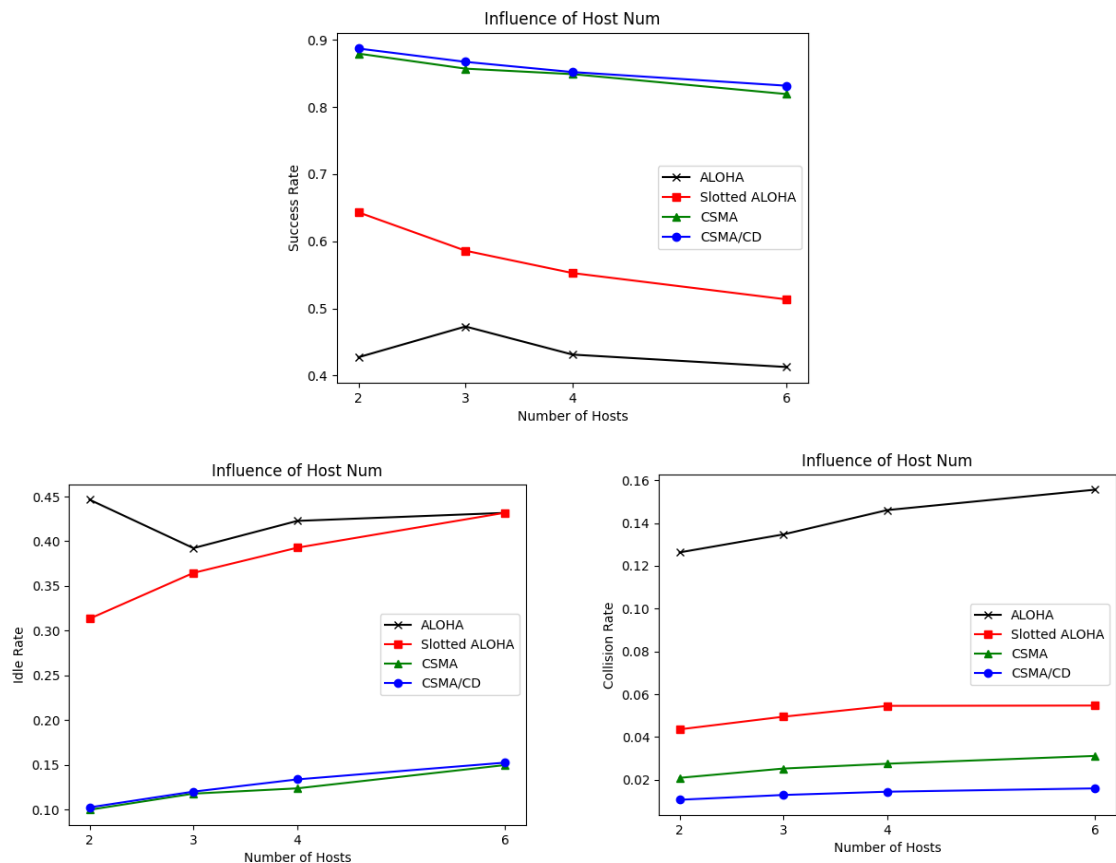 Influence of Host Num
0.9
0.8
0.7
0.6
0.5
0.4
Success Rate
ALOHA
Slotted ALOHA
CSMA
CSMA/CD
2 3 4 6
Number of Hosts
Influence of Host Num
0.45
0.40
0.35
0.30
0.25
0.20
0.15
0.10
Idle Rate
ALOHA
Slotted ALOHA
CSMA
CSMA/CD
2 3 4 6
Number of Hosts
Influence of Host Num
0.16
0.14
0.12
0.10
0.08
0.06
0.04
0.02
Collision Rate
ALOHA
Slotted ALOHA
CSMA
CSMA/CD
2 3 4 6
Number of Hosts